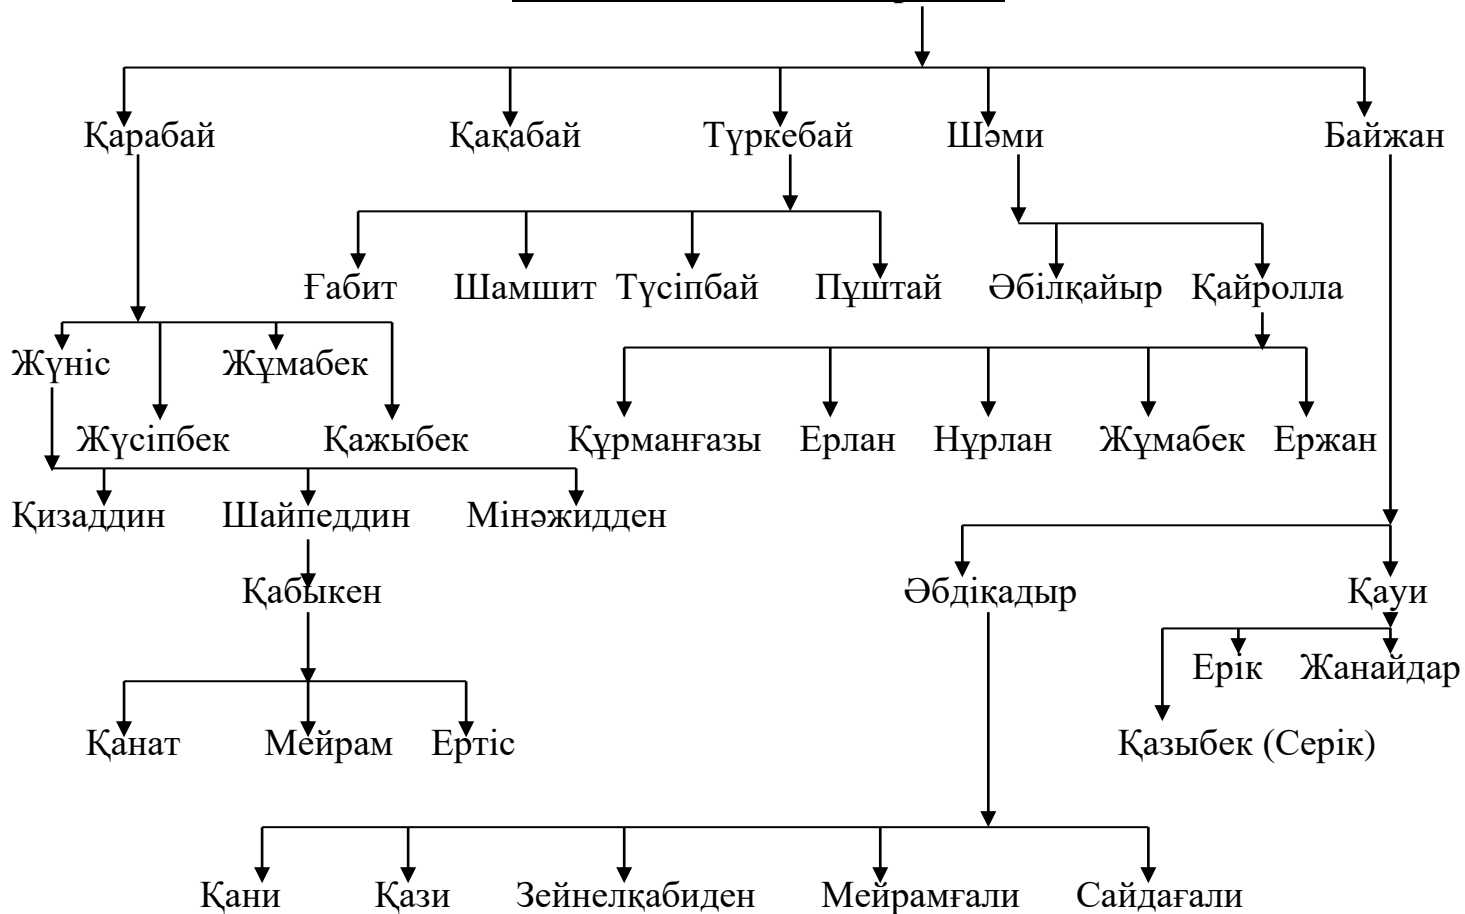 Қарабай Қақабай Түркебай Шәми Байжан
Ғабит Шамшит Түсіпбай Пұштай Әбілқайыр Қайролла
Жүніс Жұмабек
Жүсіпбек Қажыбек Құрманғазы Ерлан Нұрлан Жұмабек Ержан
Қизаддин Шайпеддин Мінәжидден
Қабыкен Әбдіқадыр Қауи
Ерік Жанайдар
Қанат Мейрам Ертіс Қазыбек (Серік)
Қани Қази Зейнелқабиден Мейрамғали Сайдағали